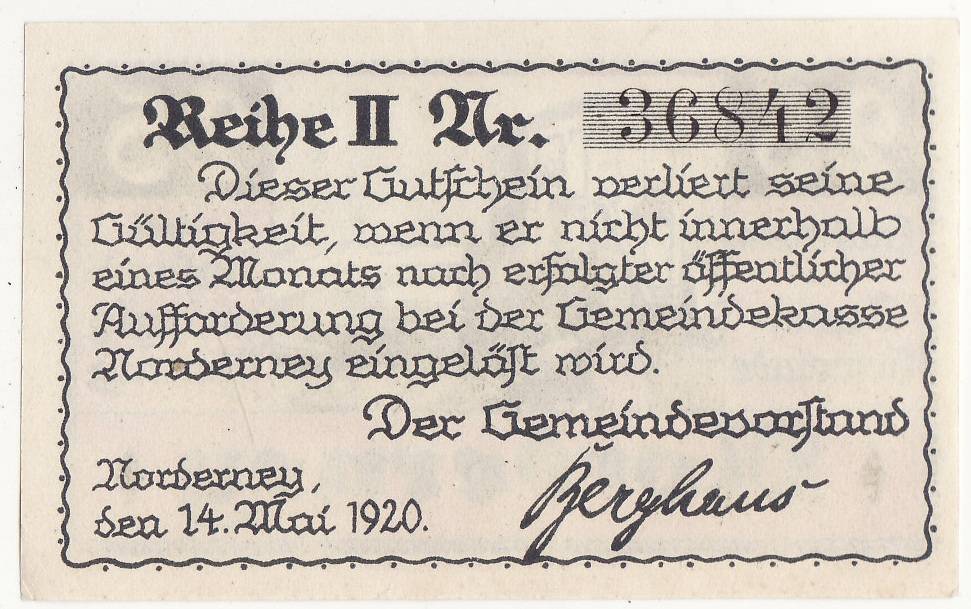 Reihe II Nr. 36842
Dieser Gutschein verliert seine
Gültigkeit, wenn er nicht innerhalb
eines Monats nach erfolgter öffentlicher
Aufforderung bei der Gemeindekasse
Norderney eingelöst wird.
Der Gemeindevorstand
Norderney,
den 14. Mai 1920.
Berghaus